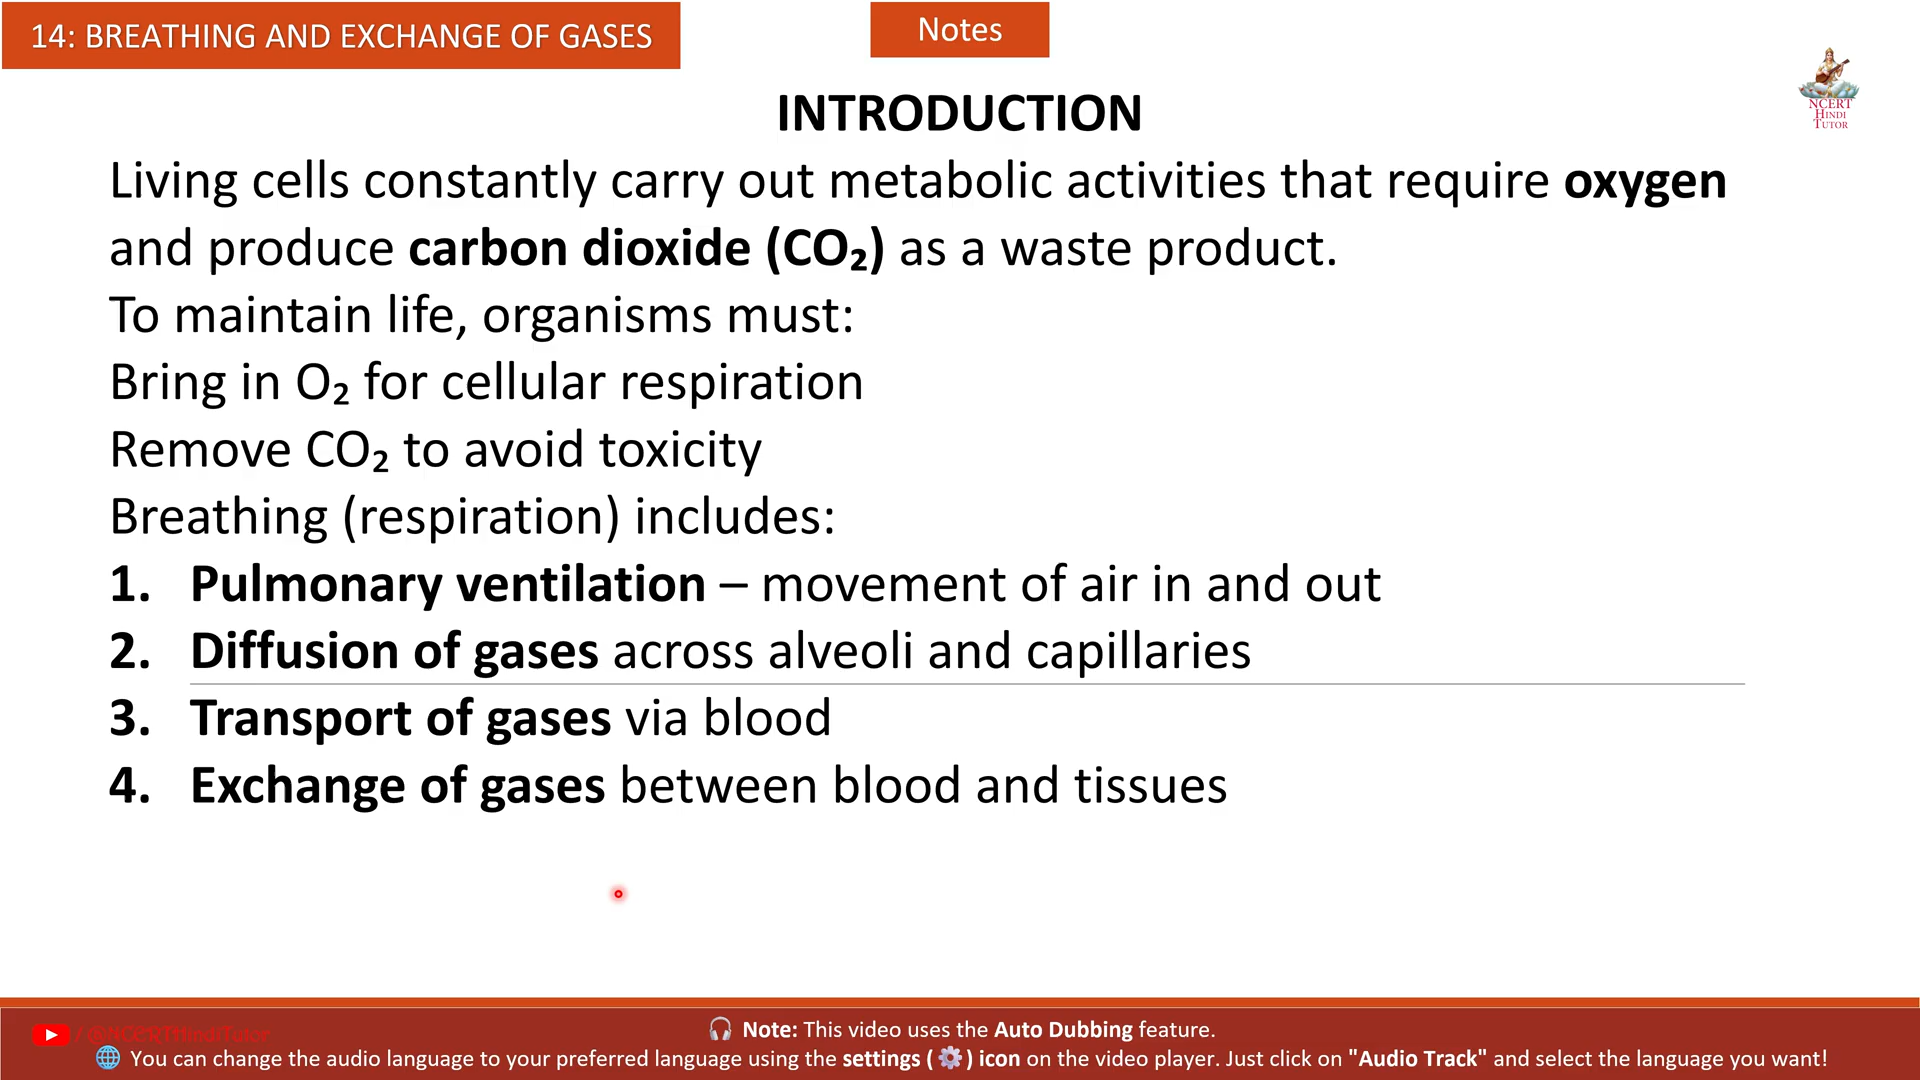 14: BREATHING AND EXCHANGE OF GASES
Notes
NCERT
HINDI
TUTOR
INTRODUCTION
Living cells constantly carry out metabolic activities that require oxygen
and produce carbon dioxide (CO₂) as a waste product.
To maintain life, organisms must:
Bring in O₂ for cellular respiration
Remove CO₂ to avoid toxicity
Breathing (respiration) includes:
1. Pulmonary ventilation – movement of air in and out
2. Diffusion of gases across alveoli and capillaries
3. Transport of gases via blood
4. Exchange of gases between blood and tissues
/ @NCERTHindiTutor
🎧 Note: This video uses the Auto Dubbing feature.
🌐 You can change the audio language to your preferred language using the settings (⚙️) icon on the video player. Just click on "Audio Track" and select the language you want!